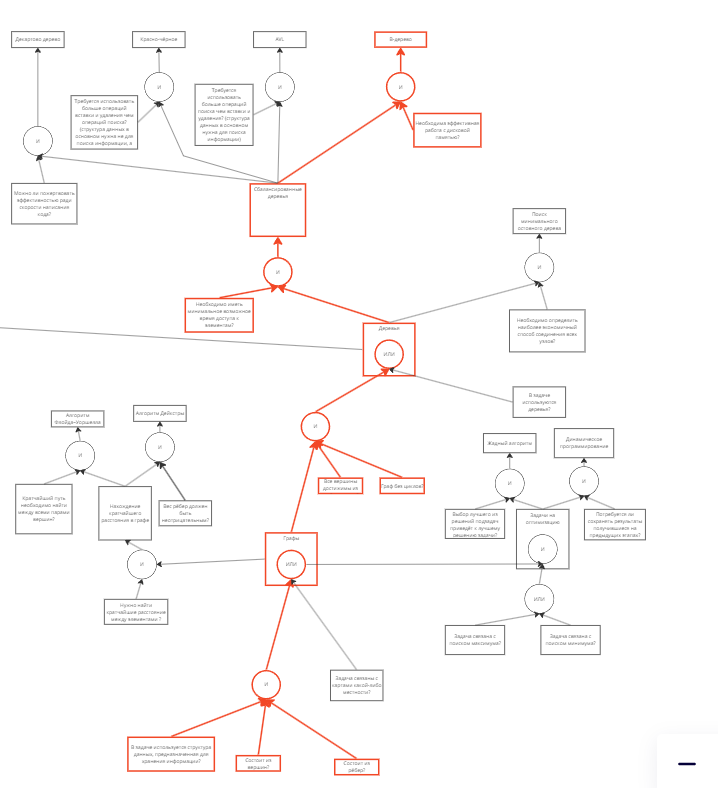 Декартово дерево
Красно-чёрное
AVL
B-дерево
И
И
И
И
Требуется использовать
больше операций
вставки и удаления чем
операций поиска?
(структура данных в
основном нужна не для
поиска информации, а
Требуется
использовать
больше операций
поиска чем вставки и
удаления? (структура
данных в основном
нужна для поиска
информации)
Необходима эффективная
работа с дисковой
памятью?
Можно ли пожертвовать
эффективностью ради
скорости написания
кода?
Сбалансированные
деревья
Поиск
минимального
остовного дерева
И
И
Необходимо иметь
минимальное возможное
время доступа к
элементам?
Необходимо определить
наиболее экономичный
способ соединения всех
узлов?
Деревья
ИЛИ
В задаче
используются
деревья?
Алгоритм
Флойда–Уоршелла
Алгоритм Дейкстры
И
И
И
Жадный алгоритм
Динамическое
программирование
И
И
Все вершины
достижимы из
Граф без циклов?
Кратчайший путь
необходимо найти
между всеми парами
вершин?
Нахождение
кратчайшего
расстояния в графе
Вес рёбер должен
быть
неотрицательным?
Выбор лучшего из
решений подзадач
приведёт к лучшему
решению задачи?
Задачи на
оптимизацию
И
Потребуется ли
сохранять результаты
получившиеся на
предыдущих этапах?
Графы
ИЛИ
И
Нужно найти
кратчайшие расстояние
между элементами ?
ИЛИ
Задача связана с
поиском максимума?
Задача связана с
поиском минимума?
И
Задача связаны с
картами какой-либо
местности?
В задаче используется структура
данных, предназначенная для
хранения информации?
Состоит из
вершин?
Состоит из
рёбер?